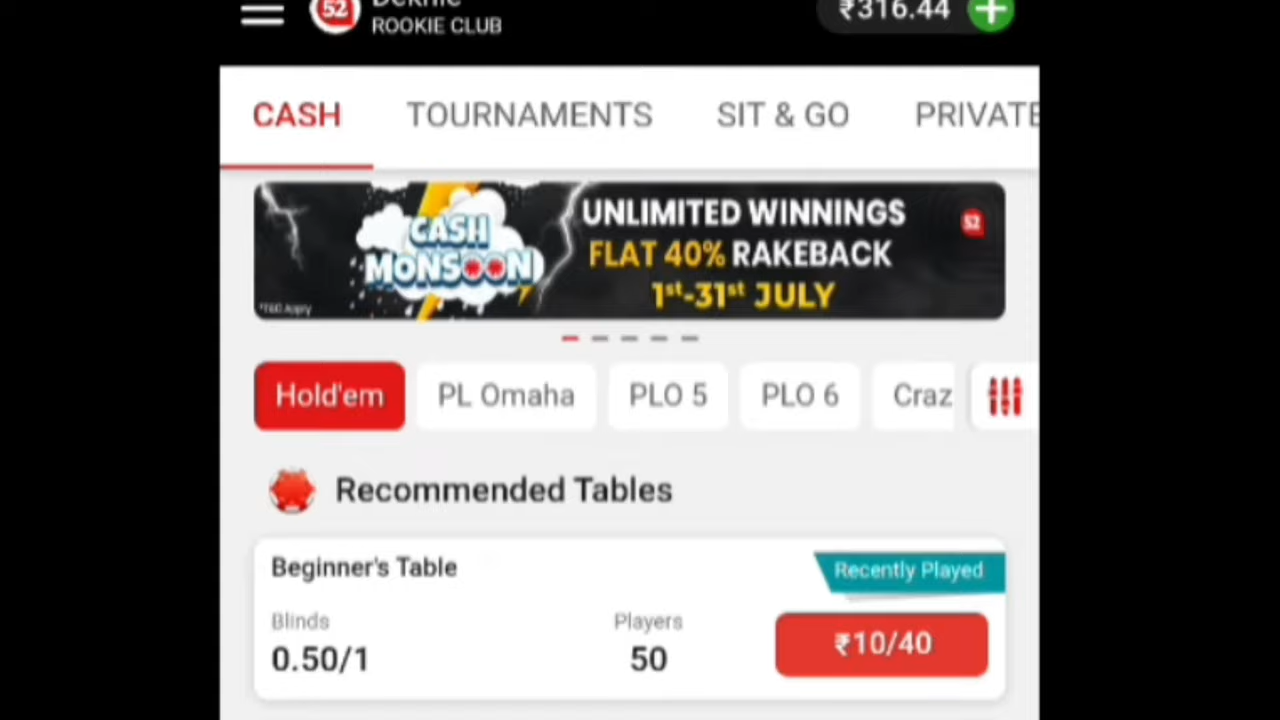 52
ROOKIE CLUB
₹316.44
CASH
TOURNAMENTS
SIT & GO
PRIVATE
CASH
MONSOON
UNLIMITED WINNINGS
FLAT 40% RAKEBACK
1st-31st JULY
52
*T&C Apply
Hold'em
PL Omaha
PLO 5
PLO 6
Craz
Recommended Tables
Beginner's Table
Recently Played
Blinds
Players
0.50/1
50
₹10/40